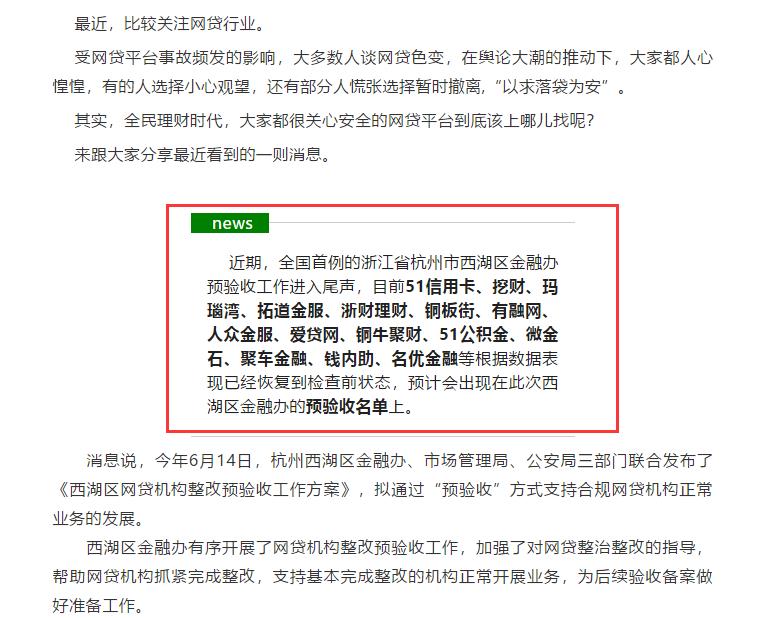 最近，比较关注网贷行业。
受网贷平台事故频发的影响，大多数人谈网贷色变，在舆论大潮的推动下，大家都人心
惶惶，有的人选择小心观望，还有部分人慌张选择暂时撤离，“以求落袋为安”。
其实，全民理财时代，大家都很关心安全的网贷平台到底该上哪儿找呢？
来跟大家分享最近看到的一则消息。
news
近期，全国首例的浙江省杭州市西湖区金融办
预验收工作进入尾声，目前51信用卡、挖财、玛
瑙湾、拓道金服、浙财理财、铜板街、有融网、
人众金服、爱贷网、铜牛聚财、51公积金、微金
石、聚车金融、钱内助、名优金融等根据数据表
现已经恢复到检查前状态，预计会出现在此次西
湖区金融办的预验收名单上。
消息说，今年6月14日，杭州西湖区金融办、市场管理局、公安局三部门联合发布了
《西湖区网贷机构整改预验收工作方案》，拟通过“预验收”方式支持合规网贷机构正常
业务的发展。
西湖区金融办有序开展了网贷机构整改预验收工作，加强了对网贷整治整改的指导，
帮助网贷机构抓紧完成整改，支持基本完成整改的机构正常开展业务，为后续验收备案做
好准备工作。